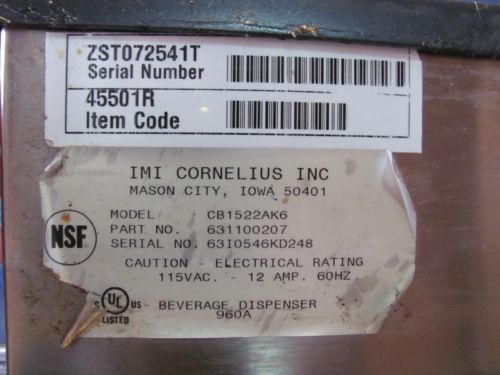 ZST072541T
Serial Number
45501R
Item Code
IMI CORNELIUS INC
MASON CITY, IOWA 50401
MODEL - CB1522AK6
PART NO. - 631100207
SERIAL NO. 63I0546KD248
CAUTION - ELECTRICAL RATING
115VAC. - 12 AMP. 60HZ
NSF
C UL US
LISTED
BEVERAGE DISPENSER
960A